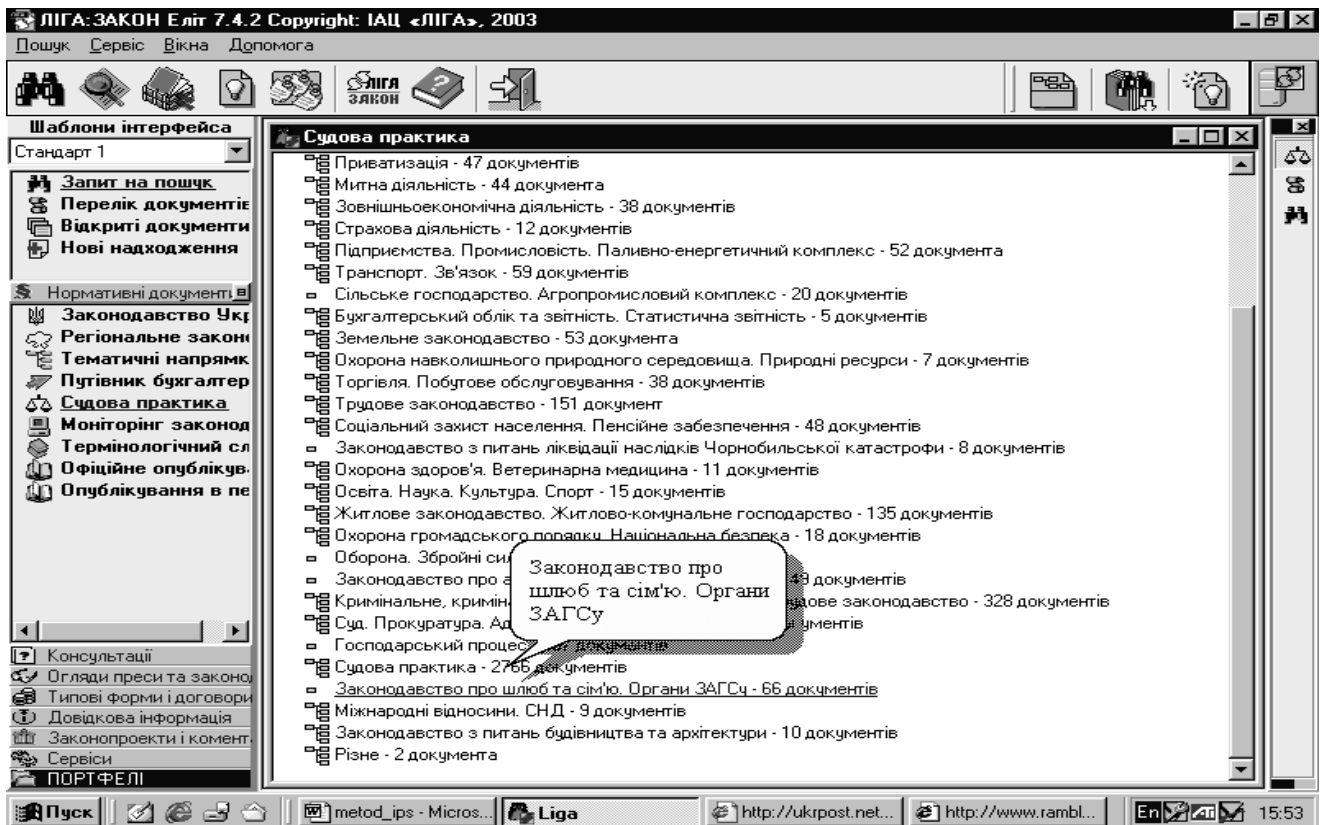 ЛІГА:ЗАКОН Еліт 7.4.2 Copyright: ІАЦ «ЛІГА», 2003
Пошук Сервіс Вікна Допомога
ЛІГА
ЗАКОН
Шаблони інтерфейса
Стандарт 1
Запит на пошук
Перелік документів
Відкриті документи
Нові надходження
Нормативні документи
Законодавство Укр
Регіональне законо
Тематичні напрямк
Путівник бухгалтер
Судова практика
Моніторінг законод
Термінологічний сл
Офіційне опублікув
Опублікування в пе
Консультації
Огляди преси та законо
Типові форми і договори
Довідкова інформація
Законопроекти і комент
Сервіси
ПОРТФЕЛІ
Судова практика
Приватизація - 47 документів
Митна діяльність - 44 документа
Зовнішньоекономічна діяльність - 38 документів
Страхова діяльність - 12 документів
Підприємства. Промисловість. Паливно-енергетичний комплекс - 52 документа
Транспорт. Зв'язок - 59 документів
Сільське господарство. Агропромисловий комплекс - 20 документів
Бухгалтерський облік та звітність. Статистична звітність - 5 документів
Земельне законодавство - 53 документа
Охорона навколишнього природного середовища. Природні ресурси - 7 документів
Торгівля. Побутове обслуговування - 38 документів
Трудове законодавство - 151 документ
Соціальний захист населення. Пенсійне забезпечення - 48 документів
Законодавство з питань ліквідації наслідків Чорнобильської катастрофи - 8 документів
Охорона здоров'я. Ветеринарна медицина - 11 документів
Освіта. Наука. Культура. Спорт - 15 документів
Житлове законодавство. Житлово-комунальне господарство - 135 документів
Охорона громадського порядку. Національна безпека - 18 документів
Оборона. Збройні сил
Законодавство про а 49 документів
Кримінальне, криміна удове законодавство - 328 документів
Суд. Прокуратура. Ад ументів
Господарський процес документів
Судова практика - 2766 документів
Законодавство про шлюб та сім'ю. Органи ЗАГСу - 66 документів
Міжнародні відносини. СНД - 9 документів
Законодавство з питань будівництва та архітектури - 10 документів
Різне - 2 документа
Законодавство про
шлюб та сім'ю. Органи
ЗАГСу
Пуск metod_ips - Micros... Liga http://ukrpost.net... http://www.rambl... En 15:53